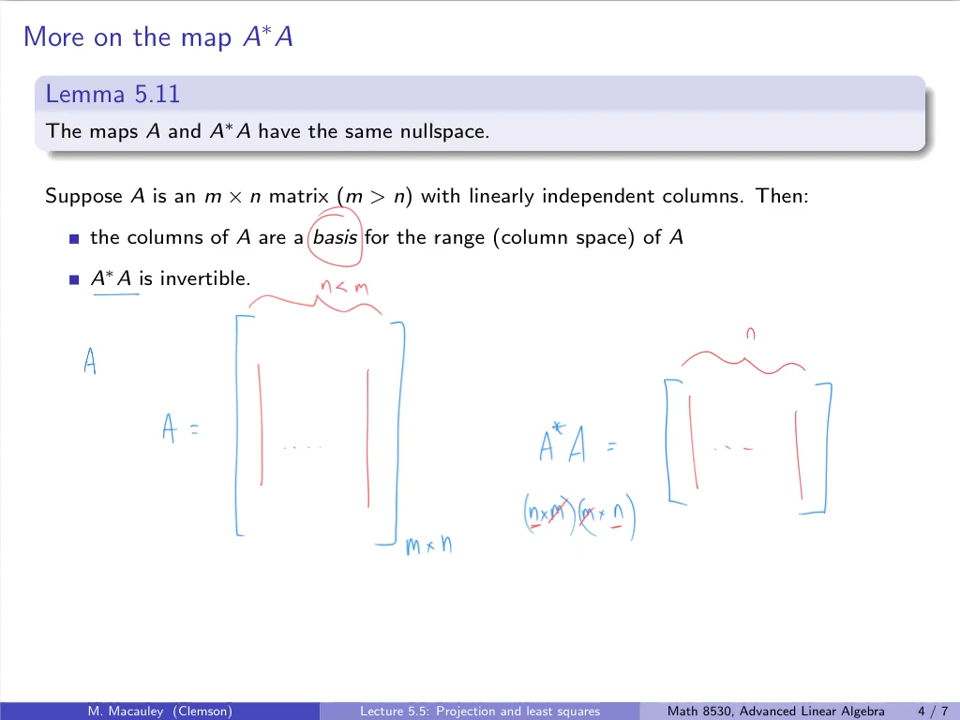 More on the map A*A
Lemma 5.11
The maps A and A*A have the same nullspace.
Suppose A is an m × n matrix (m > n) with linearly independent columns. Then:
the columns of A are a basis for the range (column space) of A
A*A is invertible.
n < m
n
A
A =
....
m × n
A*A =
...
(n×m)(m×n)
M. Macauley (Clemson) Lecture 5.5: Projection and least squares Math 8530, Advanced Linear Algebra 4 / 7